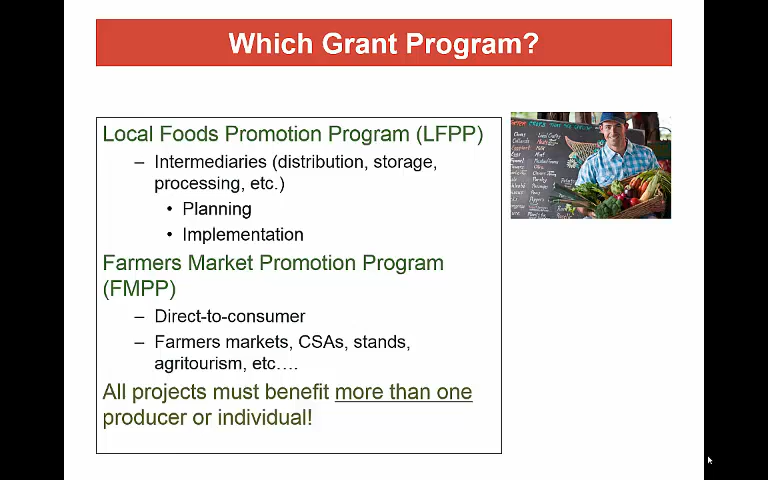 Which Grant Program?
Local Foods Promotion Program (LFPP)
– Intermediaries (distribution, storage,
processing, etc.)
• Planning
• Implementation
Farmers Market Promotion Program
(FMPP)
– Direct-to-consumer
– Farmers markets, CSAs, stands,
agritourism, etc….
All projects must benefit more than one
producer or individual!